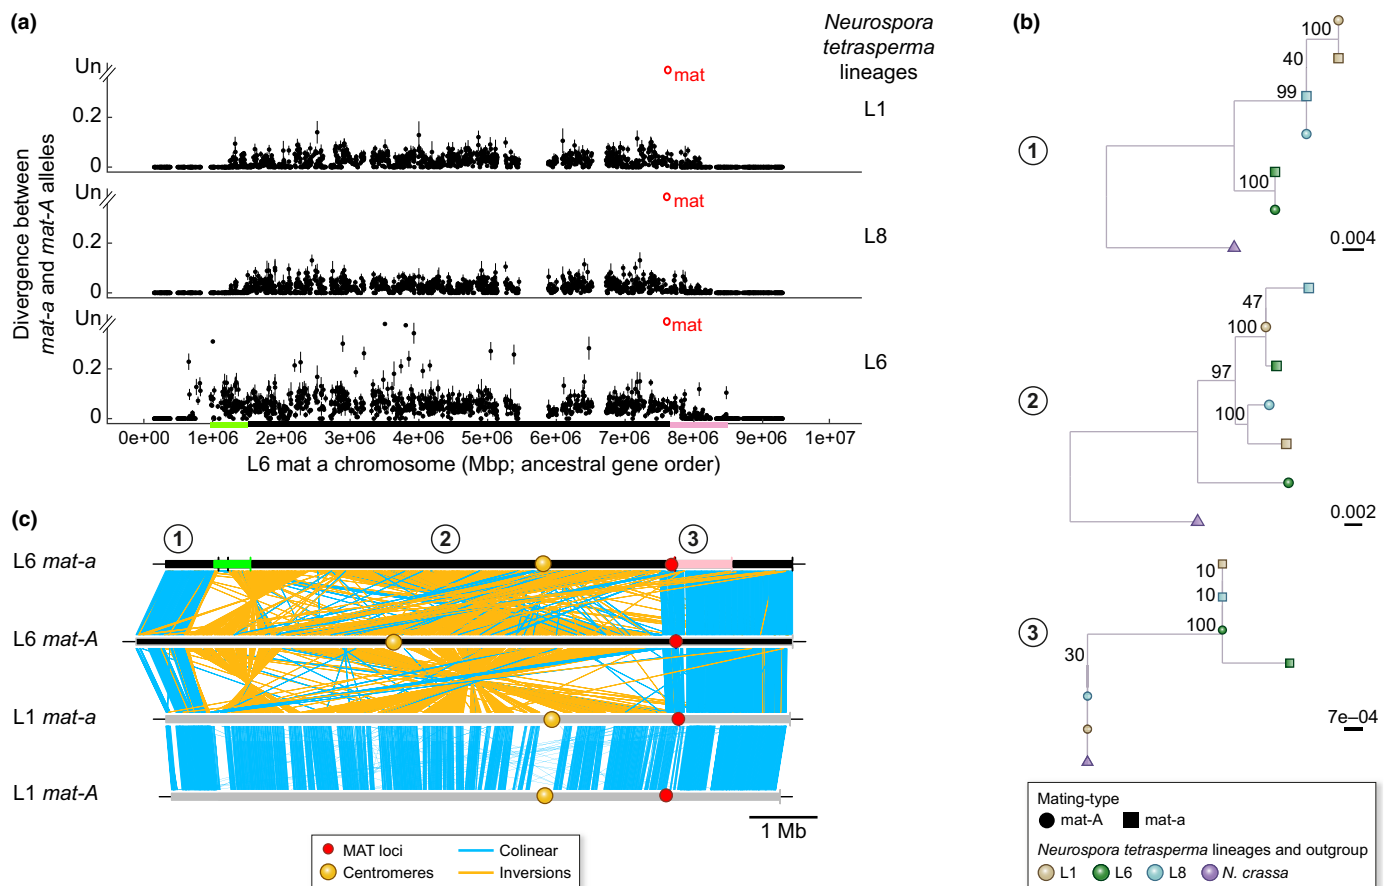 (a)
Neurospora
tetrasperma
lineages
Divergence between
mat-a and mat-A alleles
Un
0.2
0
mat
L1
Un
0.2
0
mat
L8
Un
0.2
0
mat
L6
0e+00 1e+06 2e+06 3e+06 4e+06 5e+06 6e+06 7e+06 8e+06 9e+06 1e+07
L6 mat a chromosome (Mbp; ancestral gene order)
(b)
1
100
40
99
100
0.004
2
47
100
97
100
0.002
3
10
10
100
30
7e–04
Mating-type
mat-A mat-a
Neurospora tetrasperma lineages and outgroup
L1 L6 L8 N. crassa
(c)
1 2 3
L6 mat-a
L6 mat-A
L1 mat-a
L1 mat-A
1 Mb
MAT loci Colinear
Centromeres Inversions